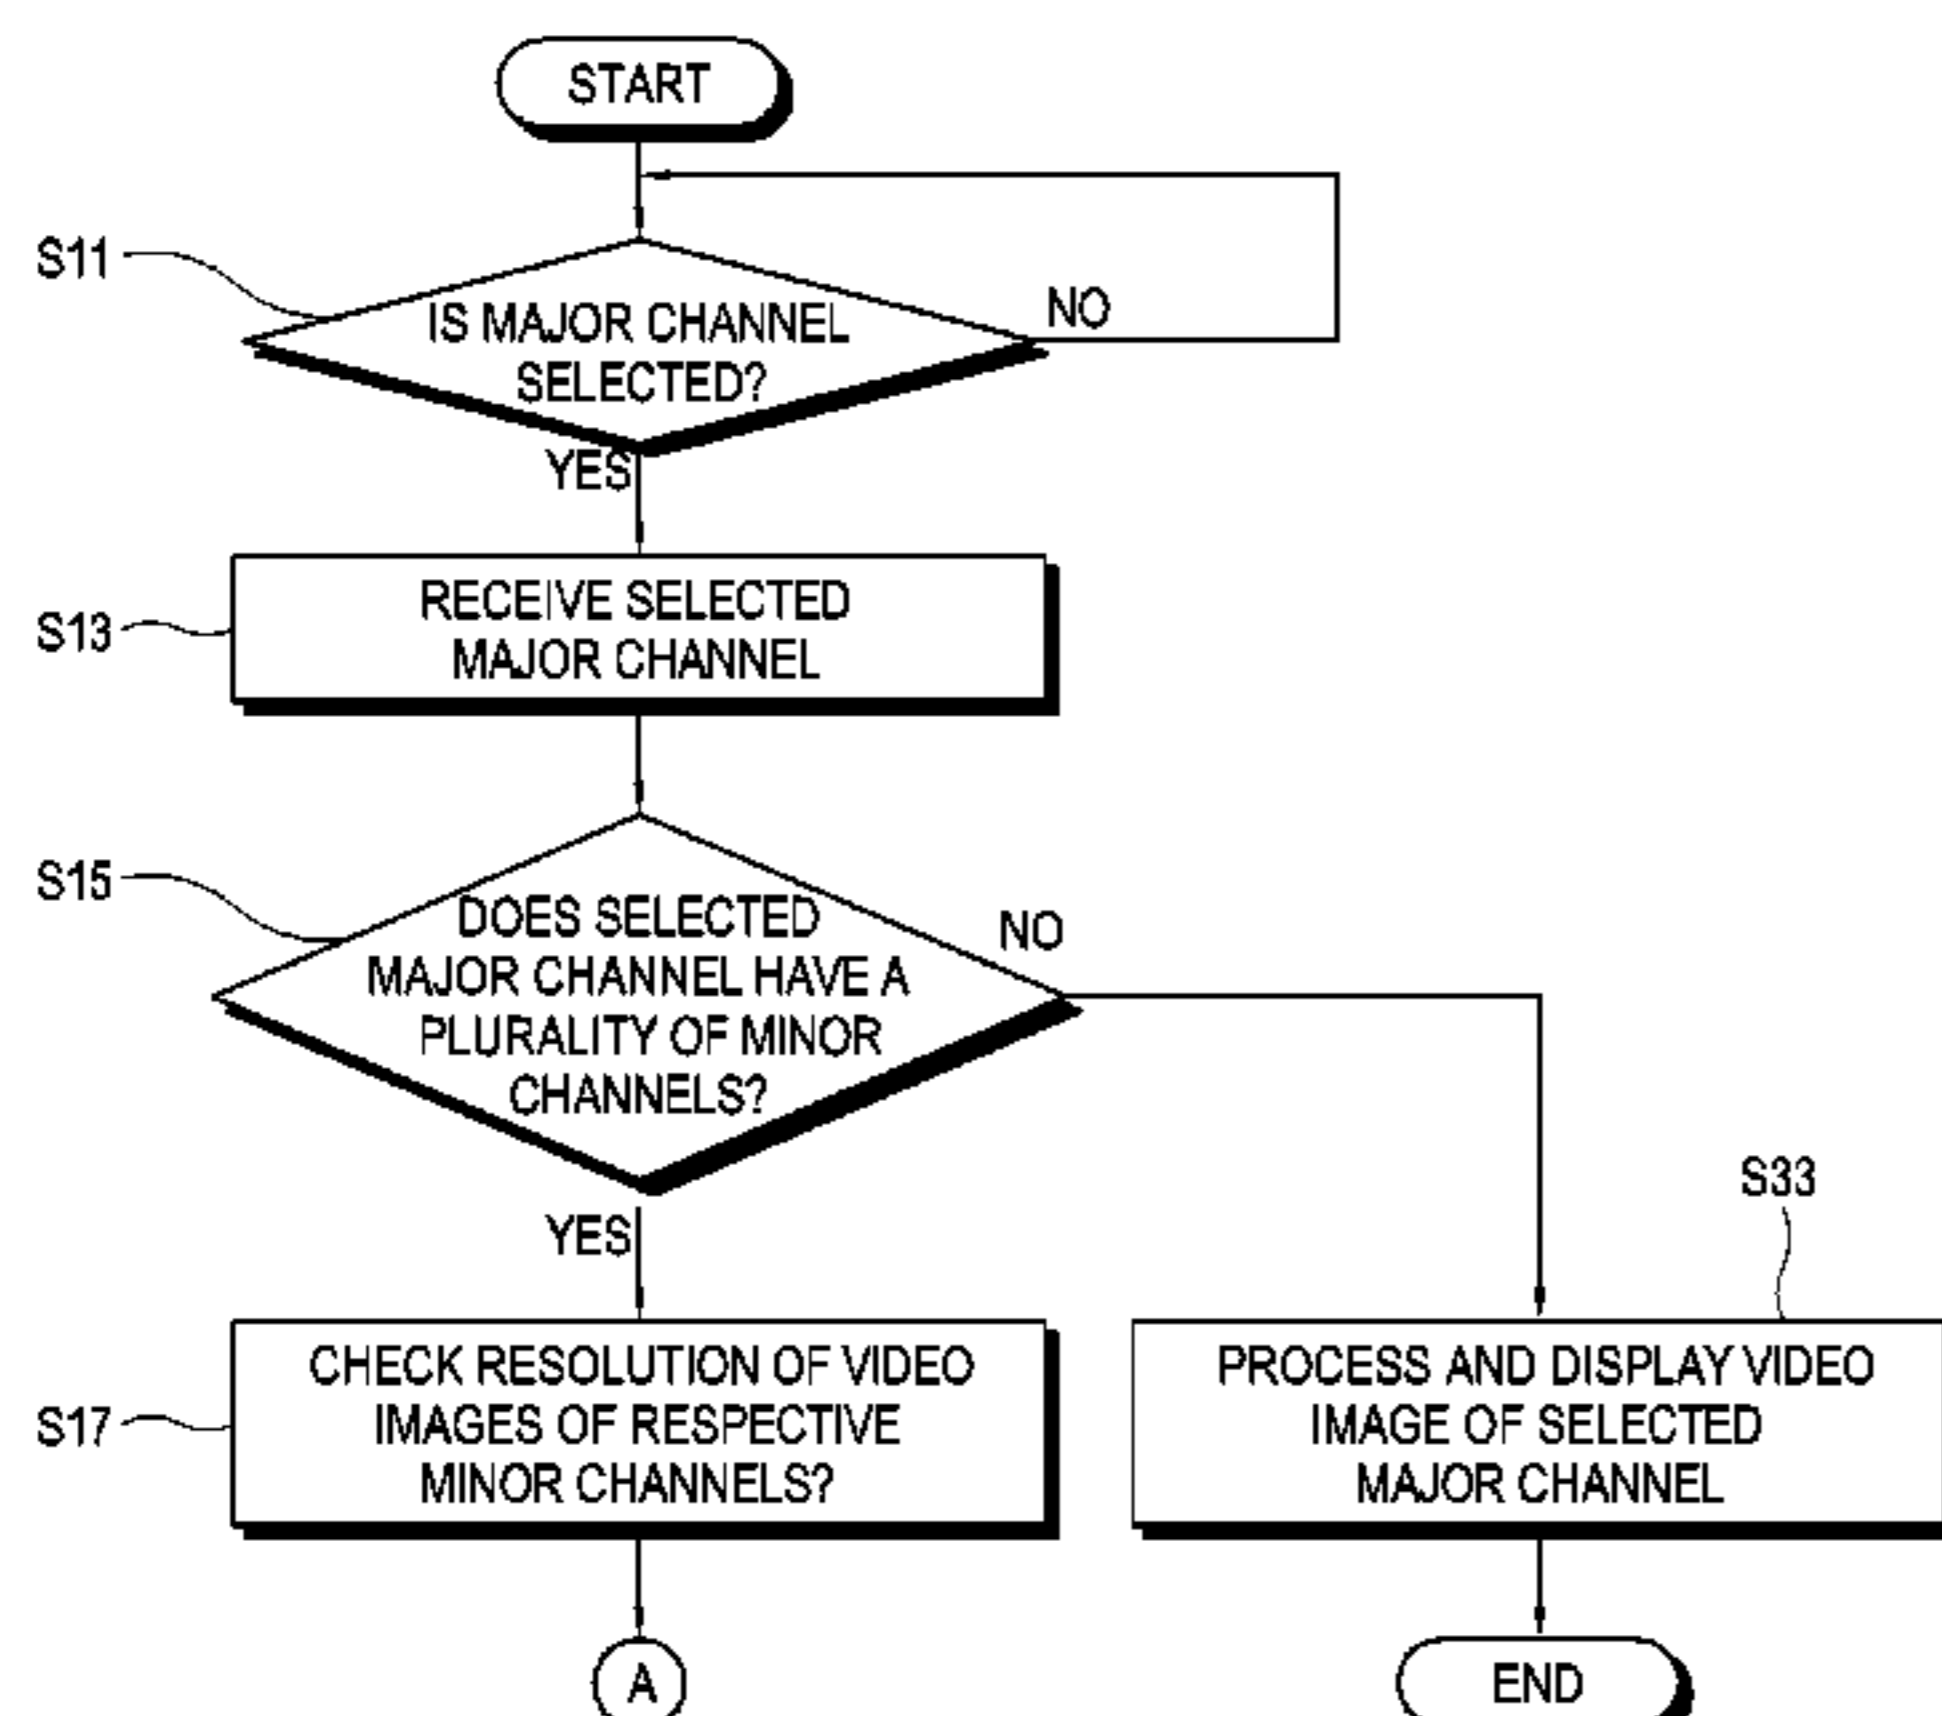 START
S11
IS MAJOR CHANNEL
SELECTED?
NO
YES
S13
RECEIVE SELECTED
MAJOR CHANNEL
S15
DOES SELECTED
MAJOR CHANNEL HAVE A
PLURALITY OF MINOR
CHANNELS?
NO
YES
S17
CHECK RESOLUTION OF VIDEO
IMAGES OF RESPECTIVE
MINOR CHANNELS?
S33
PROCESS AND DISPLAY VIDEO
IMAGE OF SELECTED
MAJOR CHANNEL
A
END